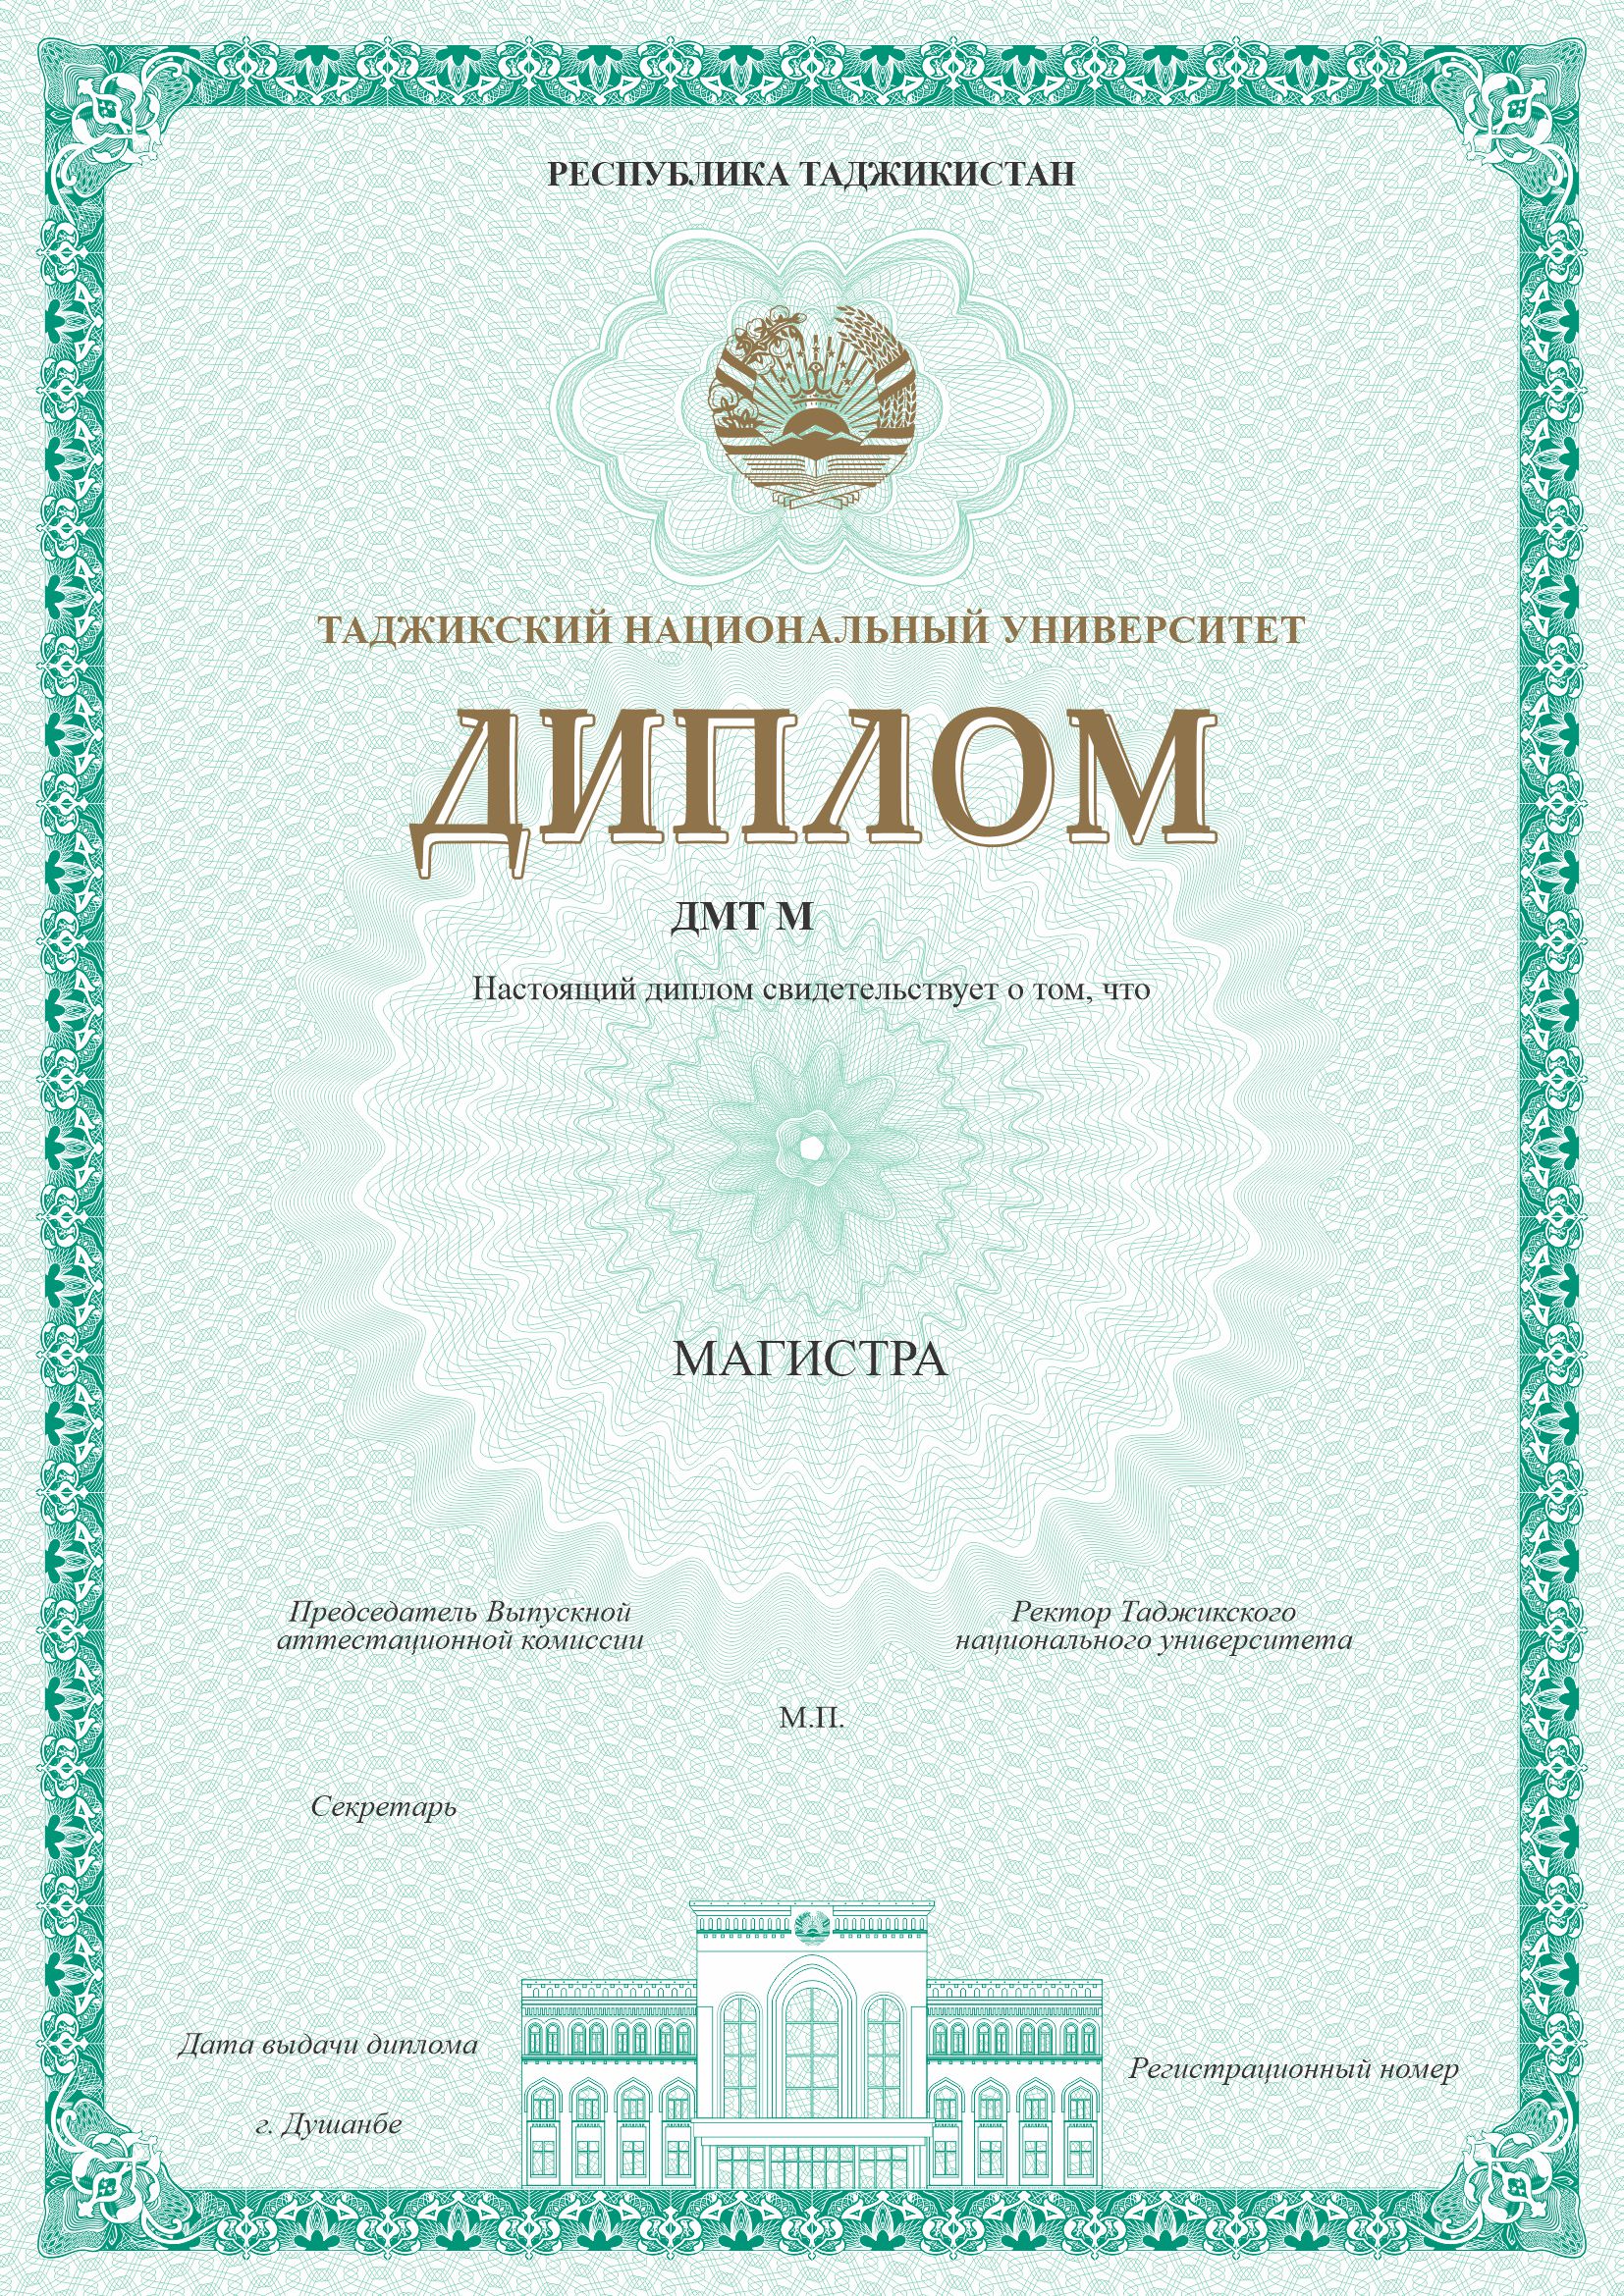 РЕСПУБЛИКА ТАДЖИКИСТАН
ТАДЖИКСКИЙ НАЦИОНАЛЬНЫЙ УНИВЕРСИТЕТ
ДИПЛОМ
ДМТ М
Настоящий диплом свидетельствует о том, что
МАГИСТРА
Председатель Выпускной
аттестационной комиссии
Ректор Таджикского
национального университета
М.П.
Секретарь
Дата выдачи диплома
Регистрационный номер
г. Душанбе